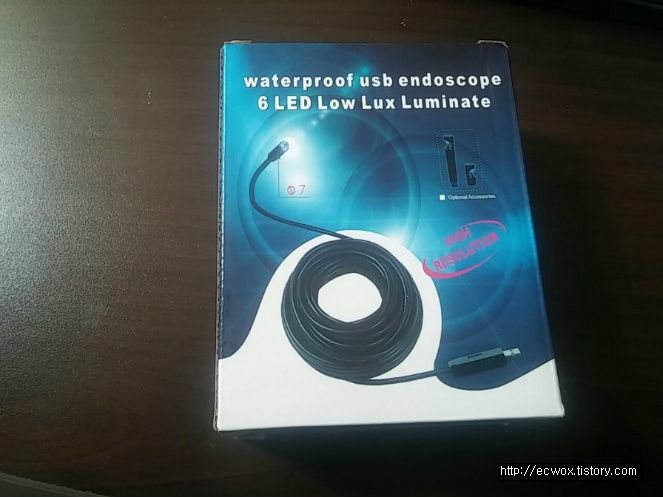 waterproof usb endoscope
6 LED Low Lux Luminate
Φ7
Optional Accessories
HIGH
RESOLUTION
http://ecwox.tistory.com